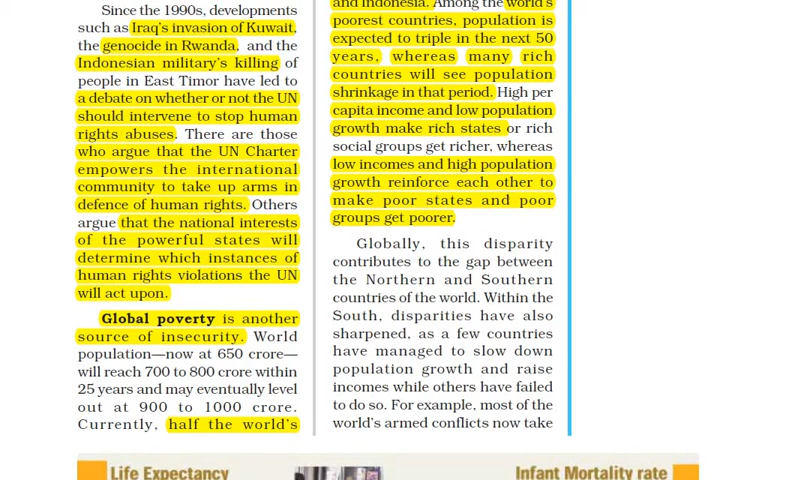 Since the 1990s, developments
such as Iraq's invasion of Kuwait,
the genocide in Rwanda, and the
Indonesian military's killing of
people in East Timor have led to
a debate on whether or not the UN
should intervene to stop human
rights abuses. There are those
who argue that the UN Charter
empowers the international
community to take up arms in
defence of human rights. Others
argue that the national interests
of the powerful states will
determine which instances of
human rights violations the UN
will act upon.
Global poverty is another
source of insecurity. World
population—now at 650 crore—
will reach 700 to 800 crore within
25 years and may eventually level
out at 900 to 1000 crore.
Currently, half the world's
and Indonesia. Among the world's
poorest countries, population is
expected to triple in the next 50
years, whereas many rich
countries will see population
shrinkage in that period. High per
capita income and low population
growth make rich states or rich
social groups get richer, whereas
low incomes and high population
growth reinforce each other to
make poor states and poor
groups get poorer.
Globally, this disparity
contributes to the gap between
the Northern and Southern
countries of the world. Within the
South, disparities have also
sharpened, as a few countries
have managed to slow down
population growth and raise
incomes while others have failed
to do so. For example, most of the
world's armed conflicts now take
Life Expectancy
Infant Mortality rate